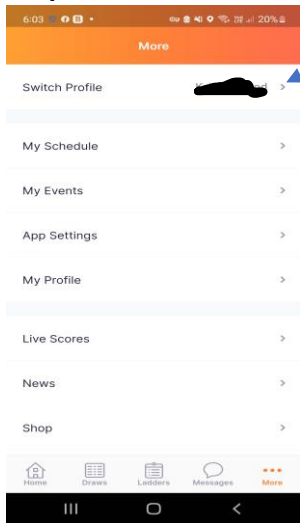 6:03 20%
More
Switch Profile
My Schedule
My Events
App Settings
My Profile
Live Scores
News
Shop
Home Draws Ladders Messages More